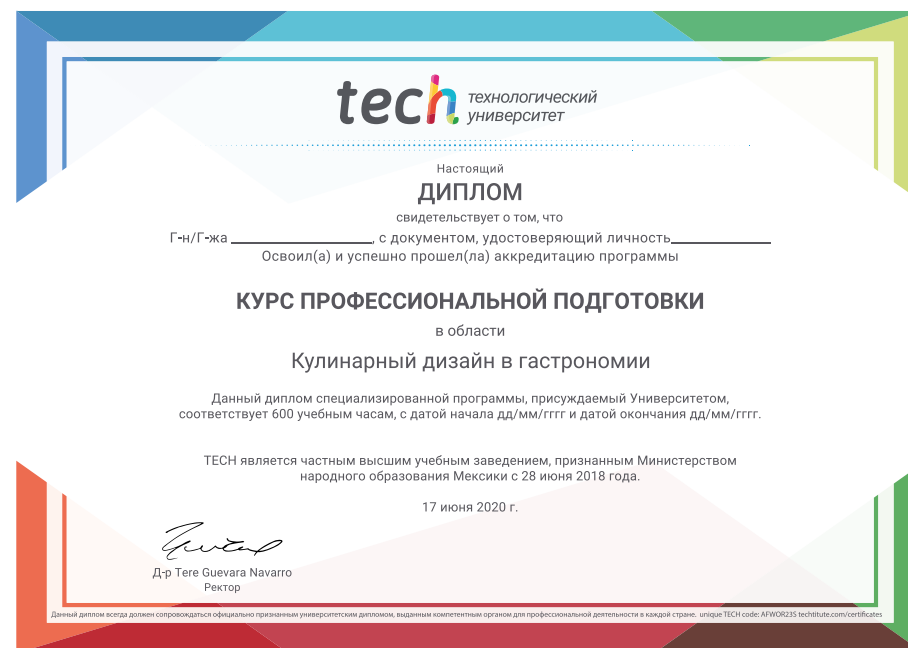 tech технологический
университет
Настоящий
ДИПЛОМ
свидетельствует о том, что
Г-н/Г-жа ____________________, с документом, удостоверяющий личность______________
Освоил(а) и успешно прошел(ла) аккредитацию программы
КУРС ПРОФЕССИОНАЛЬНОЙ ПОДГОТОВКИ
в области
Кулинарный дизайн в гастрономии
Данный диплом специализированной программы, присуждаемый Университетом,
соответствует 600 учебным часам, с датой начала дд/мм/гггг и датой окончания дд/мм/гггг.
TECH является частным высшим учебным заведением, признанным Министерством
народного образования Мексики с 28 июня 2018 года.
17 июня 2020 г.
Д-р Tere Guevara Navarro
Ректор
Данный диплом всегда должен сопровождаться официально признанным университетским дипломом, выданным компетентным органом для профессиональной деятельности в каждой стране. unique TECH code: AFWOR23S techtitute.com/certificates